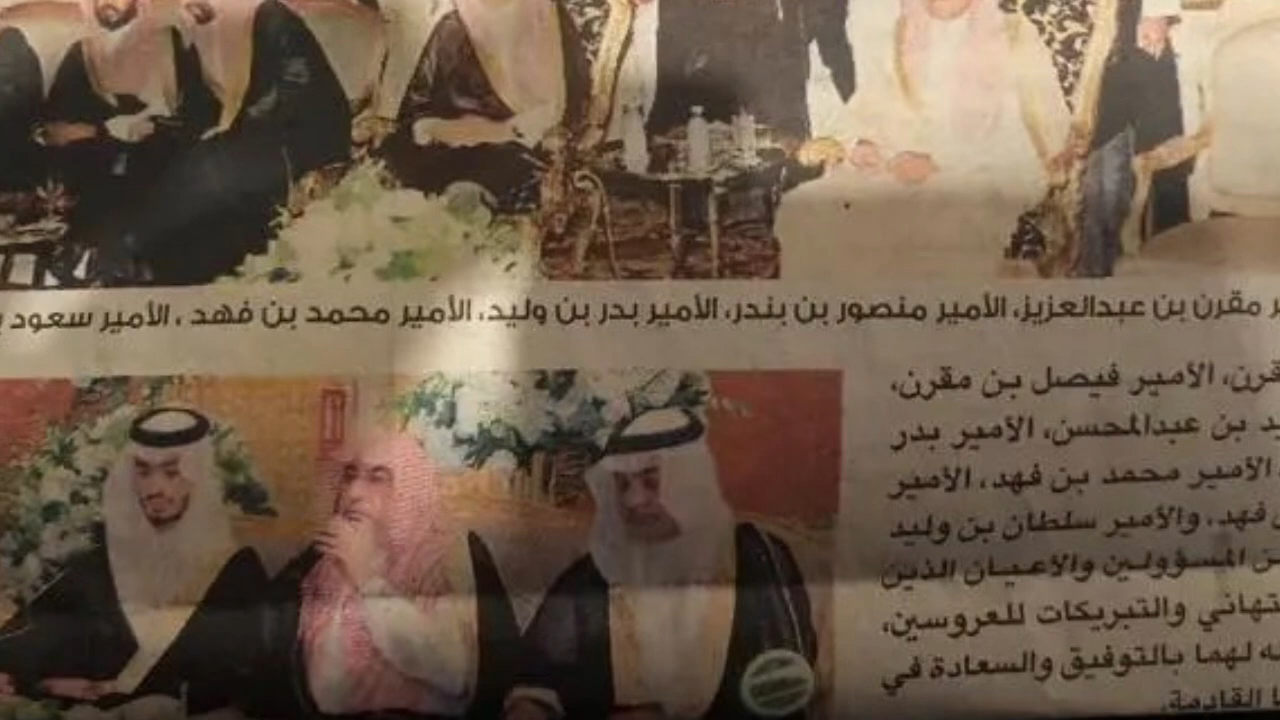 مقرن بن عبدالعزيز، الأمير منصور بن بندر، الأمير بدر بن وليد، الأمير محمد بن فهد ، الأمير سعود
الأمير فيصل بن مقرن،
بن عبدالمحسن، الأمير بدر
الأمير محمد بن فهد، الأمير
فهد، والأمير سلطان بن وليد
المسؤولين والأعيان الذين
والتبريكات للعروسين،
لهما بالتوفيق والسعادة في
القادمة.